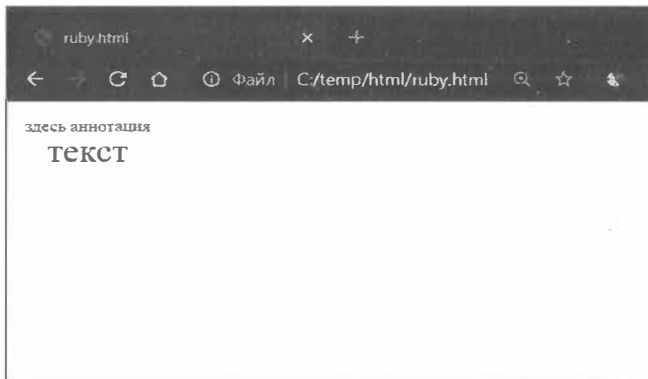 ruby.html
Файл C:/temp/html/ruby.html
здесь аннотация
текст